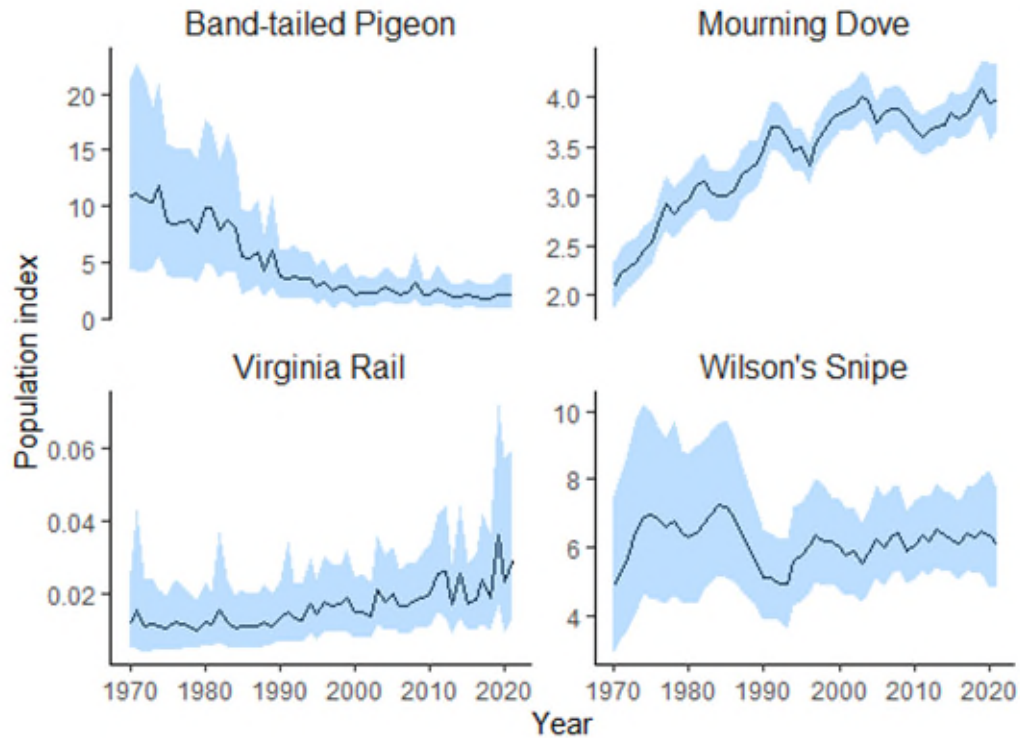 Band-tailed Pigeon
Mourning Dove
20
15
10
5
0
4.0
3.5
3.0
2.5
2.0
Population index
Virginia Rail
Wilson's Snipe
0.06
0.04
0.02
10
8
6
4
1970 1980 1990 2000 2010 2020
1970 1980 1990 2000 2010 2020
Year